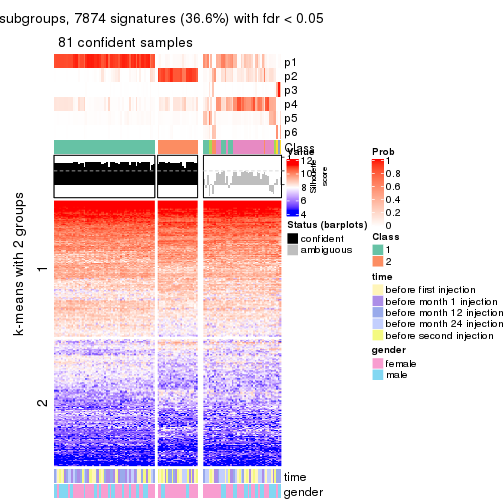 subgroups, 7874 signatures (36.6%) with fdr < 0.05
81 confident samples
p1
p2
p3
p4
p5
p6
Class
k-means with 2 groups
1
2
Value
12
10
8
6
4
Silhouette
score
Status (barplots)
confident
ambiguous
Prob
1
0.8
0.6
0.4
0.2
0
Class
1
2
time
before first injection
before month 1 injection
before month 12 injection
before month 24 injection
before second injection
gender
female
male
time
gender